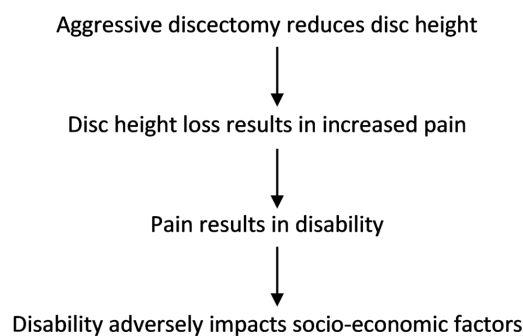 Aggressive discectomy reduces disc height
Disc height loss results in increased pain
Pain results in disability
Disability adversely impacts socio-economic factors